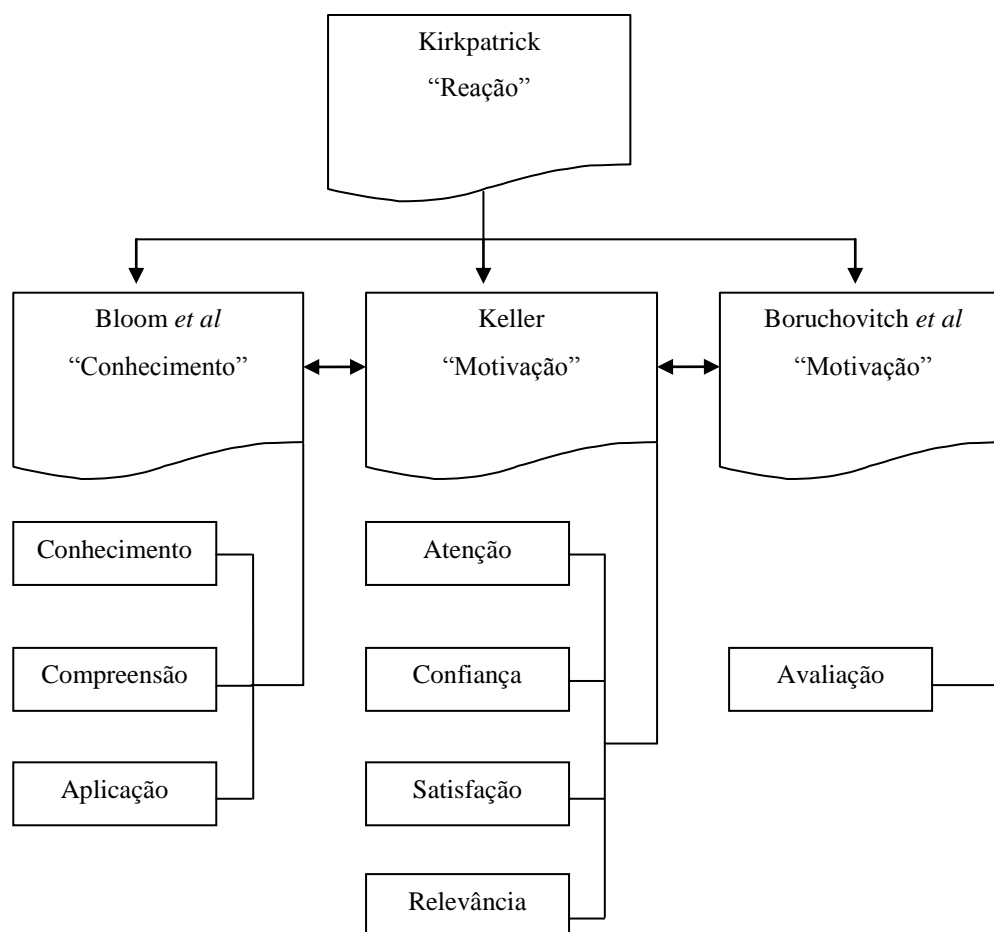 Kirkpatrick
“Reação”
Bloom et al
“Conhecimento”
Keller
“Motivação”
Boruchovitch et al
“Motivação”
Conhecimento
Compreensão
Aplicação
Atenção
Confiança
Satisfação
Relevância
Avaliação